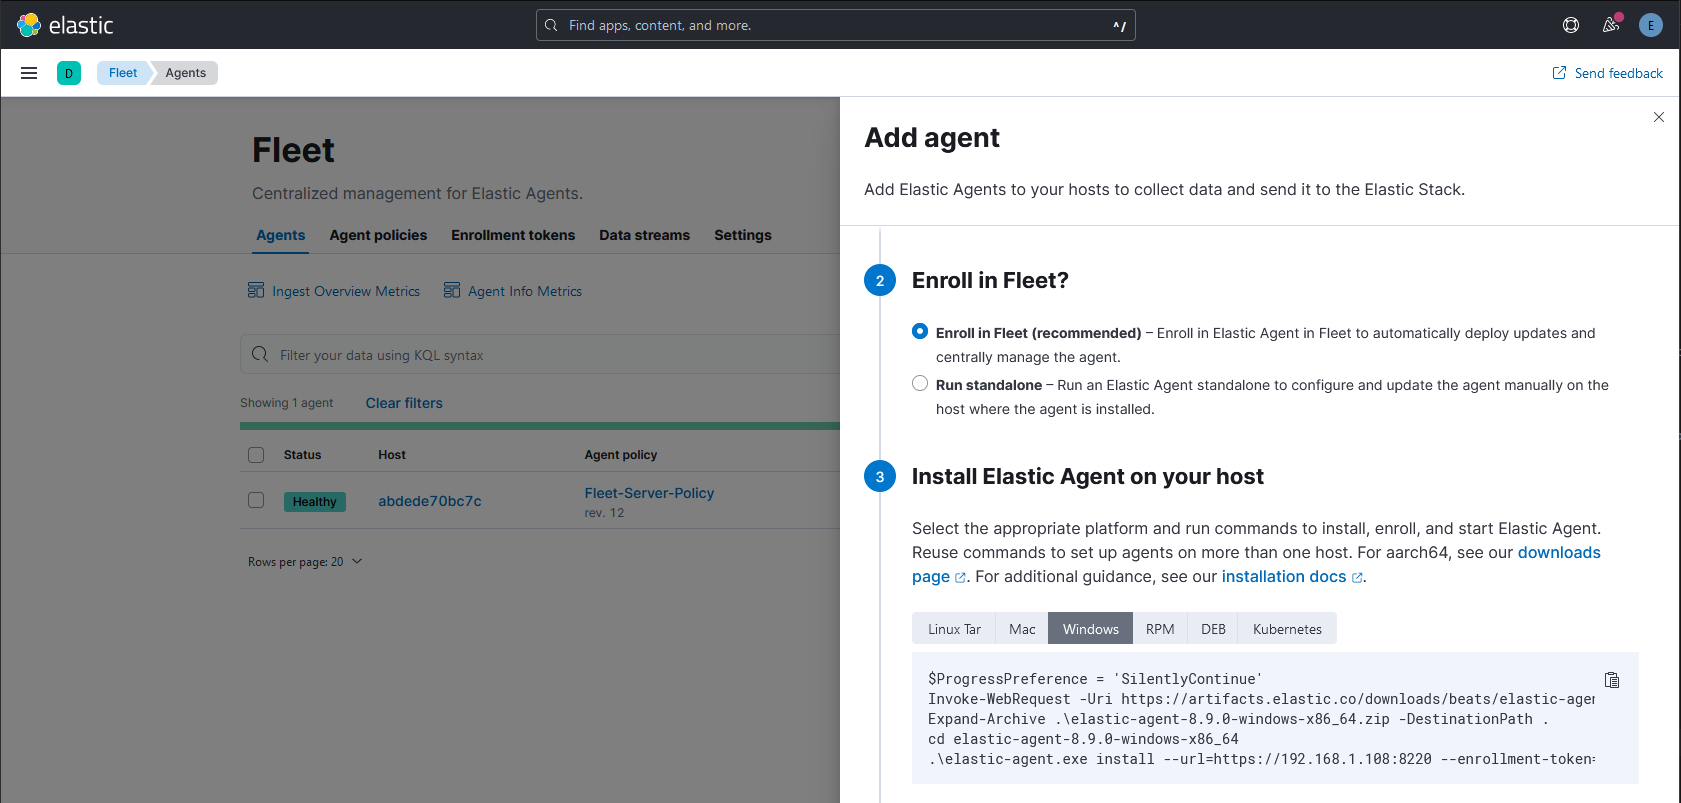 elastic
Find apps, content, and more.
^/
E
D
Fleet
Agents
Send feedback
Fleet
Centralized management for Elastic Agents.
Agents
Agent policies
Enrollment tokens
Data streams
Settings
Ingest Overview Metrics
Agent Info Metrics
Filter your data using KQL syntax
Showing 1 agent
Clear filters
Status
Host
Agent policy
Healthy
abdede70bc7c
Fleet-Server-Policy
rev. 12
Rows per page: 20
Add agent
Add Elastic Agents to your hosts to collect data and send it to the Elastic Stack.
2
Enroll in Fleet?
Enroll in Fleet (recommended) – Enroll in Elastic Agent in Fleet to automatically deploy updates and
centrally manage the agent.
Run standalone – Run an Elastic Agent standalone to configure and update the agent manually on the
host where the agent is installed.
3
Install Elastic Agent on your host
Select the appropriate platform and run commands to install, enroll, and start Elastic Agent.
Reuse commands to set up agents on more than one host. For aarch64, see our downloads
page. For additional guidance, see our installation docs.
Linux Tar
Mac
Windows
RPM
DEB
Kubernetes
$ProgressPreference = 'SilentlyContinue'
Invoke-WebRequest -Uri https://artifacts.elastic.co/downloads/beats/elastic-agen
Expand-Archive .\elastic-agent-8.9.0-windows-x86_64.zip -DestinationPath .
cd elastic-agent-8.9.0-windows-x86_64
.\elastic-agent.exe install --url=https://192.168.1.108:8220 --enrollment-token=